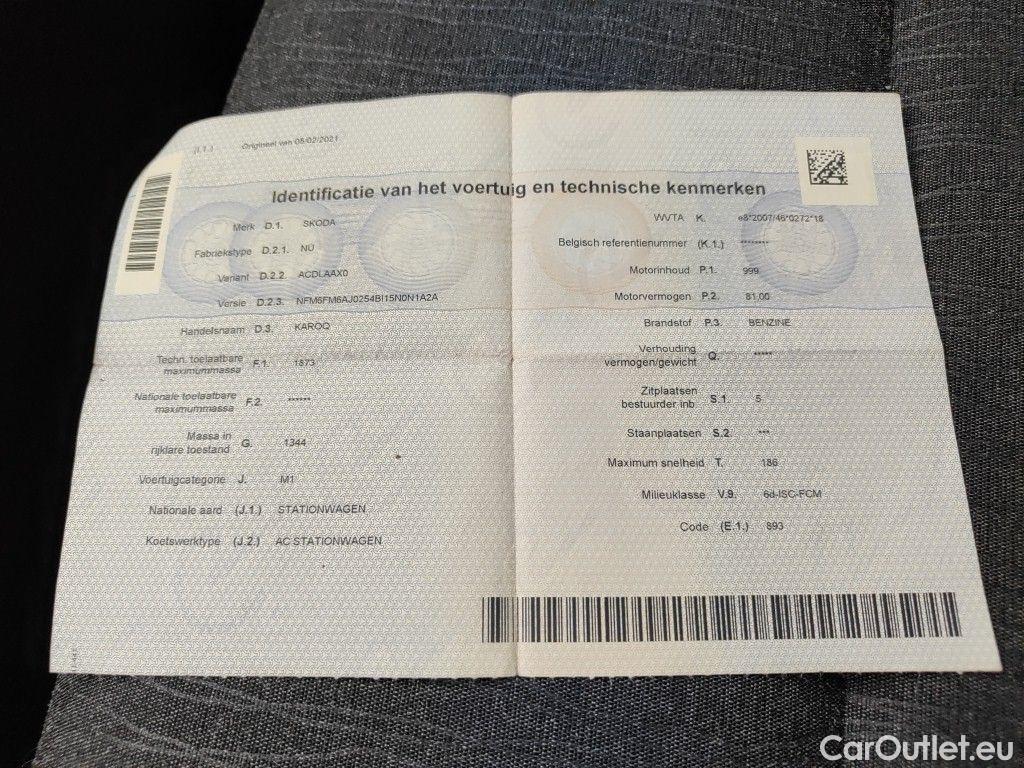 (I.1.) Origineel van 05/02/2021
Identificatie van het voertuig en technische kenmerken
Merk D.1. SKODA
Fabriekstype D.2.1. NU
Variant D.2.2. ACDLAAX0
Versie D.2.3. NFM6FM6AJ0254BI15N0N1A2A
Handelsnaam D.3. KAROQ
Techn. toelaatbare
maximummassa F.1. 1873
Nationale toelaatbare
maximummassa F.2. ******
Massa in
rijklare toestand G. 1344
Voertuigcategorie J. M1
Nationale aard (J.1.) STATIONWAGEN
Koetswerktype (J.2.) AC STATIONWAGEN
WVTA K. e8*2007/46*0272*18
Belgisch referentienummer (K.1.) ********
Motorinhoud P.1. 999
Motorvermogen P.2. 81.00
Brandstof P.3. BENZINE
Verhouding
vermogen/gewicht Q. *****
Zitplaatsen
bestuurder inb. S.1. 5
Staanplaatsen S.2. ***
Maximum snelheid T. 186
Milieuklasse V.9. 6d-ISC-FCM
Code (E.1.) 893
CarOutlet.eu